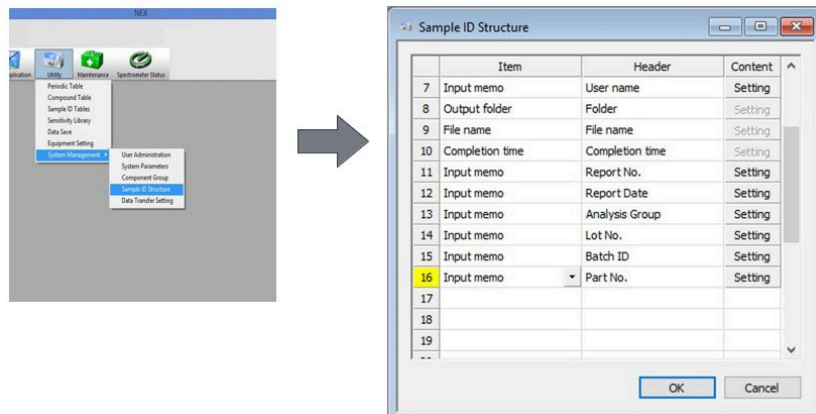 NEX
plication Utility Maintenance Spectrometer Status
Periodic Table
Compound Table
Sample ID Tables
Sensitivity Library
Data Save
Equipment Setting
System Management
User Administration
System Parameters
Component Group
Sample ID Structure
Data Transfer Setting
Sample ID Structure
Item Header Content
7 Input memo User name Setting
8 Output folder Folder Setting
9 File name File name Setting
10 Completion time Completion time Setting
11 Input memo Report No. Setting
12 Input memo Report Date Setting
13 Input memo Analysis Group Setting
14 Input memo Lot No. Setting
15 Input memo Batch ID Setting
16 Input memo Part No. Setting
17
18
19
OK Cancel